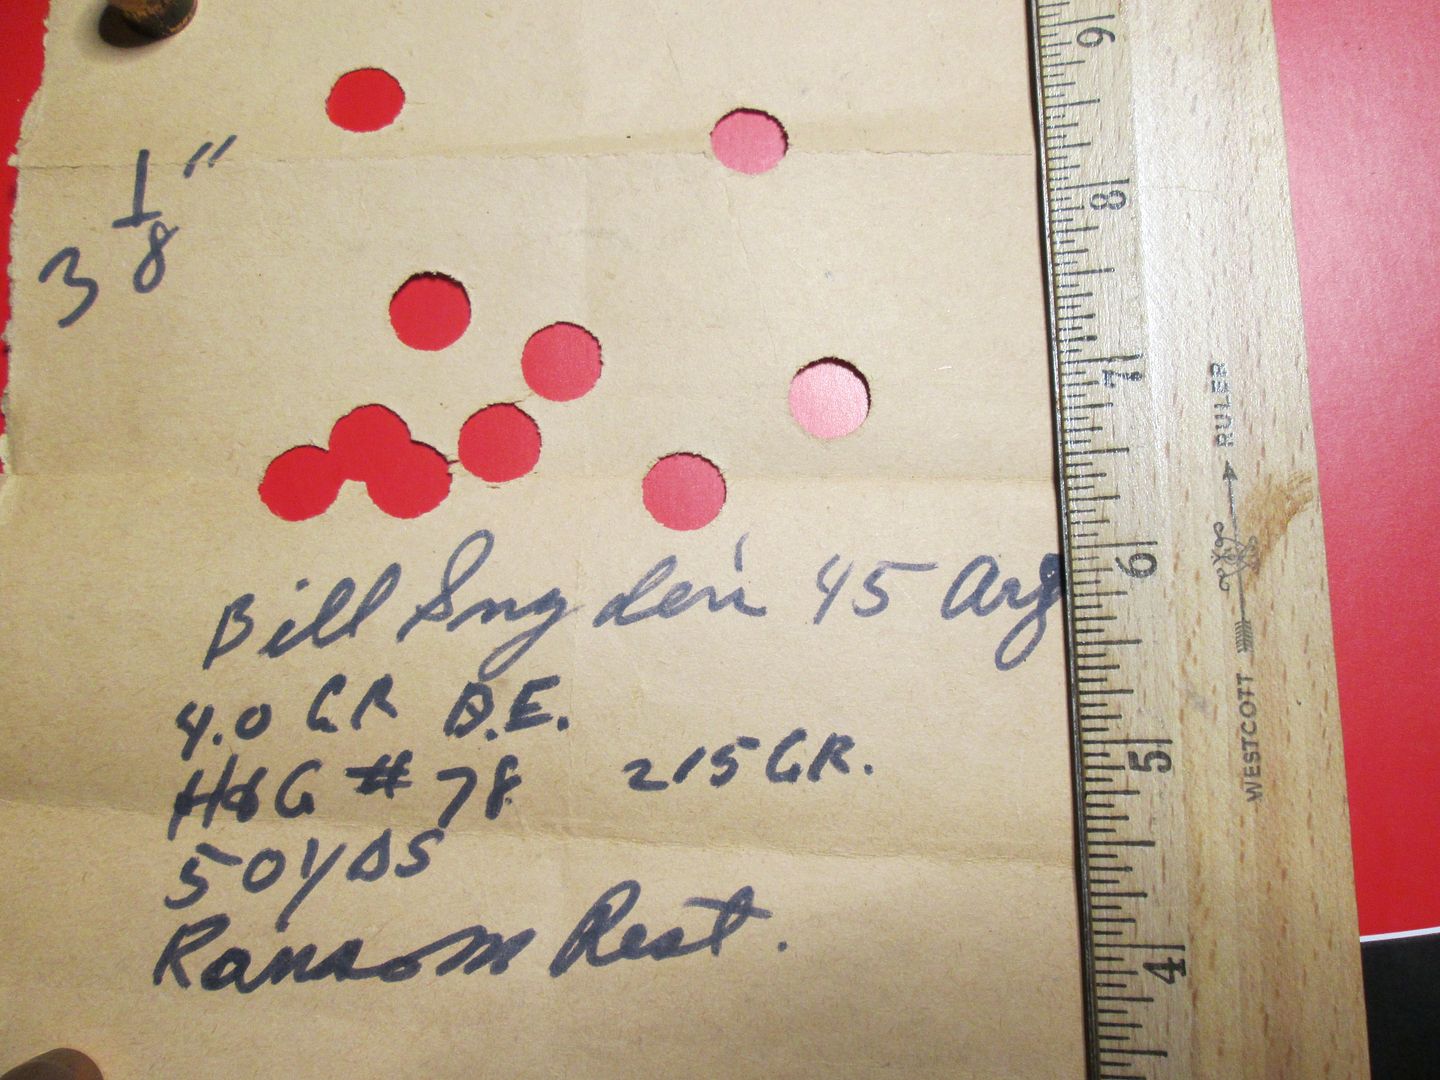 3 1/8"
Bill Snyder's 45 Arg
4.0 GR B.E.
H&G # 78 215 GR.
50 YDS
Ransom Rest.
9
8
7
6
5
4
WESTCOTT RULER